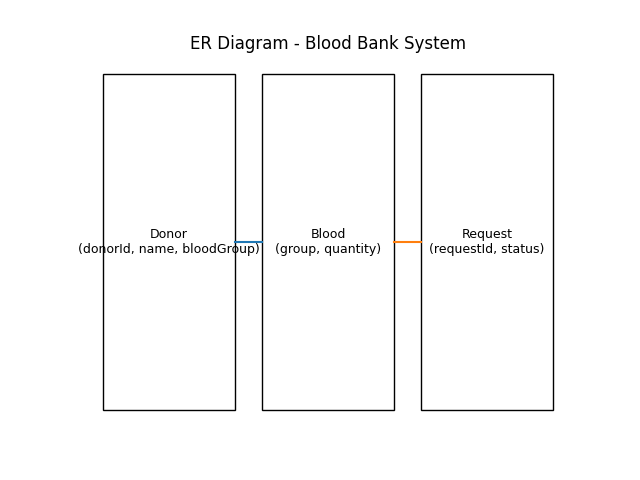 ER Diagram - Blood Bank System
Donor
(donorId, name, bloodGroup)
Blood
(group, quantity)
Request
(requestId, status)